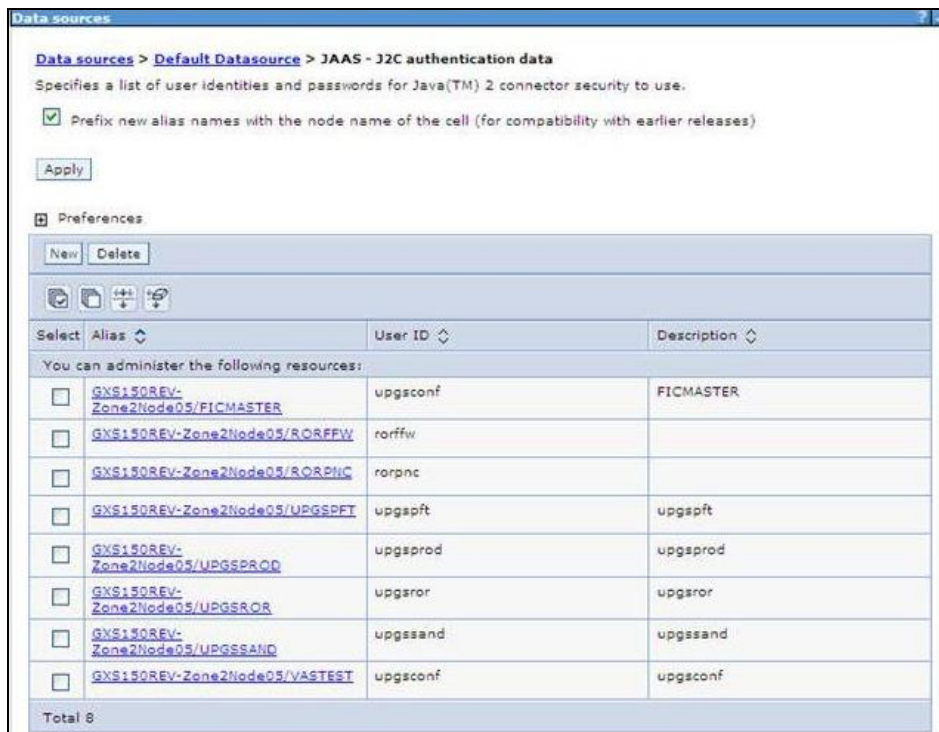 Data sources
?
Data sources > Default Datasource > JAAS - J2C authentication data
Specifies a list of user identities and passwords for Java(TM) 2 connector security to use.
Prefix new alias names with the node name of the cell (for compatibility with earlier releases)
Apply
Preferences
New Delete
Select Alias User ID Description
You can administer the following resources:
GXS150REV-
Zone2Node05/FICMASTER upgsconf FICMASTER
GXS150REV-Zone2Node05/RORFFW rorffw
GXS150REV-Zone2Node05/RORPNC rorpnc
GXS150REV-Zone2Node05/UPGSPFT upgspft upgspft
GXS150REV-
Zone2Node05/UPGSPROD upgsprod upgsprod
GXS150REV-
Zone2Node05/UPGSROR upgsror upgsror
GXS150REV-
Zone2Node05/UPGSSAND upgssand upgssand
GXS150REV-Zone2Node05/VASTEST upgsconf upgsconf
Total 8